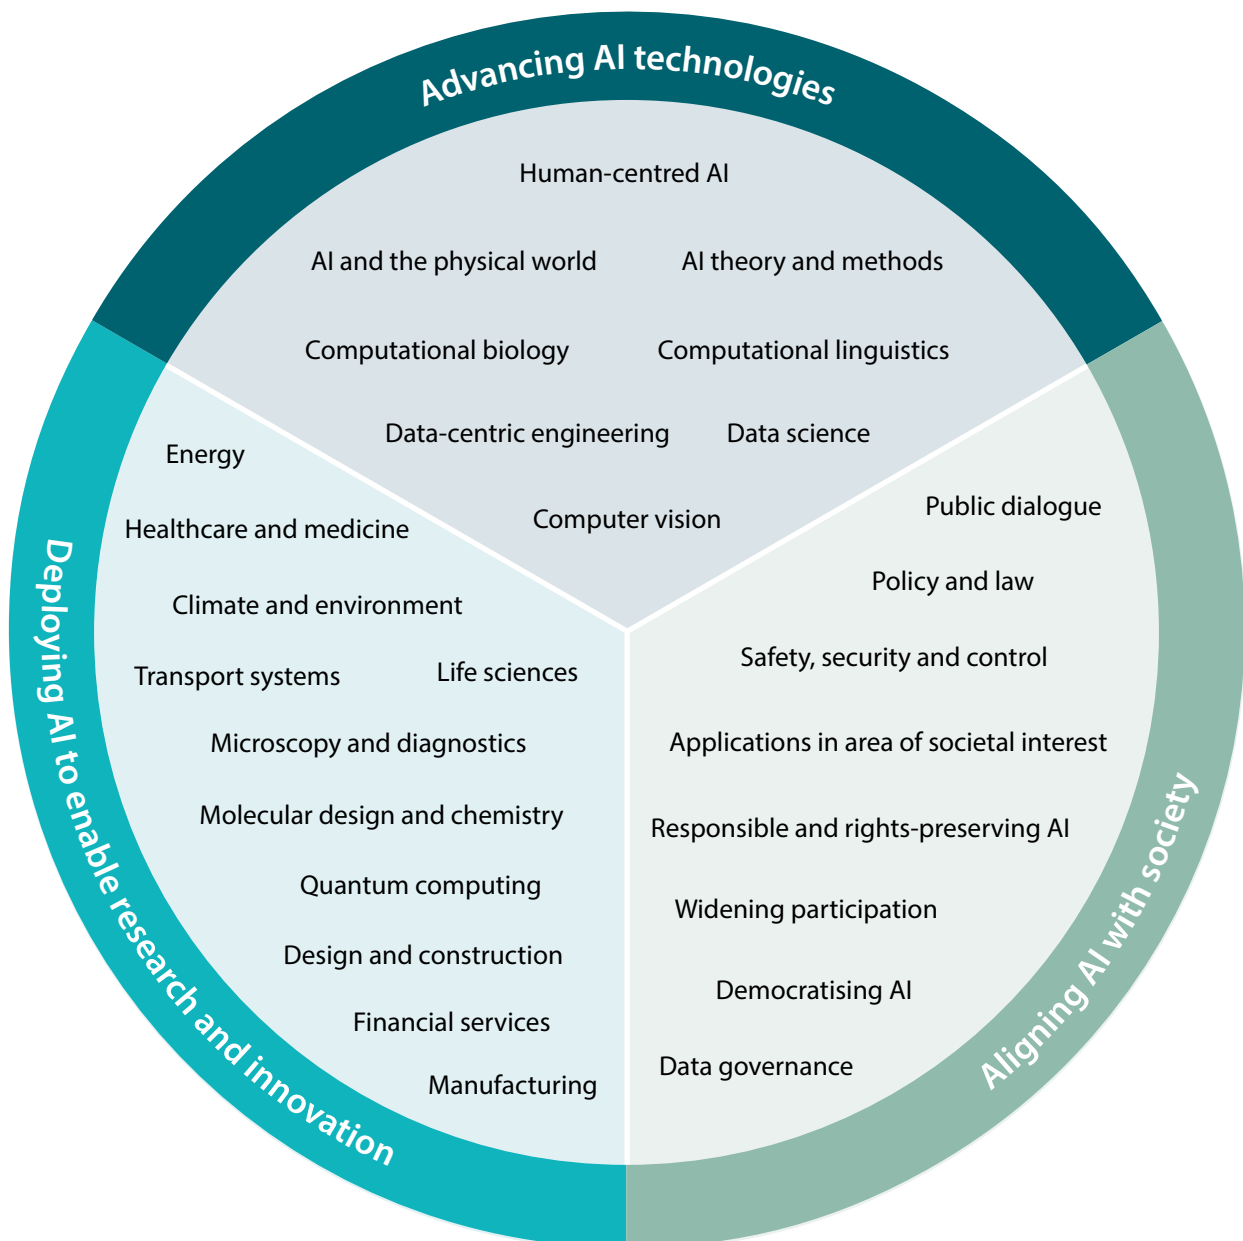 Advancing AI technologies
Human-centred AI
AI and the physical world
AI theory and methods
Computational biology
Computational linguistics
Data-centric engineering
Data science
Computer vision
Deploying AI to enable research and innovation
Energy
Healthcare and medicine
Climate and environment
Transport systems
Life sciences
Microscopy and diagnostics
Molecular design and chemistry
Quantum computing
Design and construction
Financial services
Manufacturing
Aligning AI with society
Public dialogue
Policy and law
Safety, security and control
Applications in area of societal interest
Responsible and rights-preserving AI
Widening participation
Democratising AI
Data governance